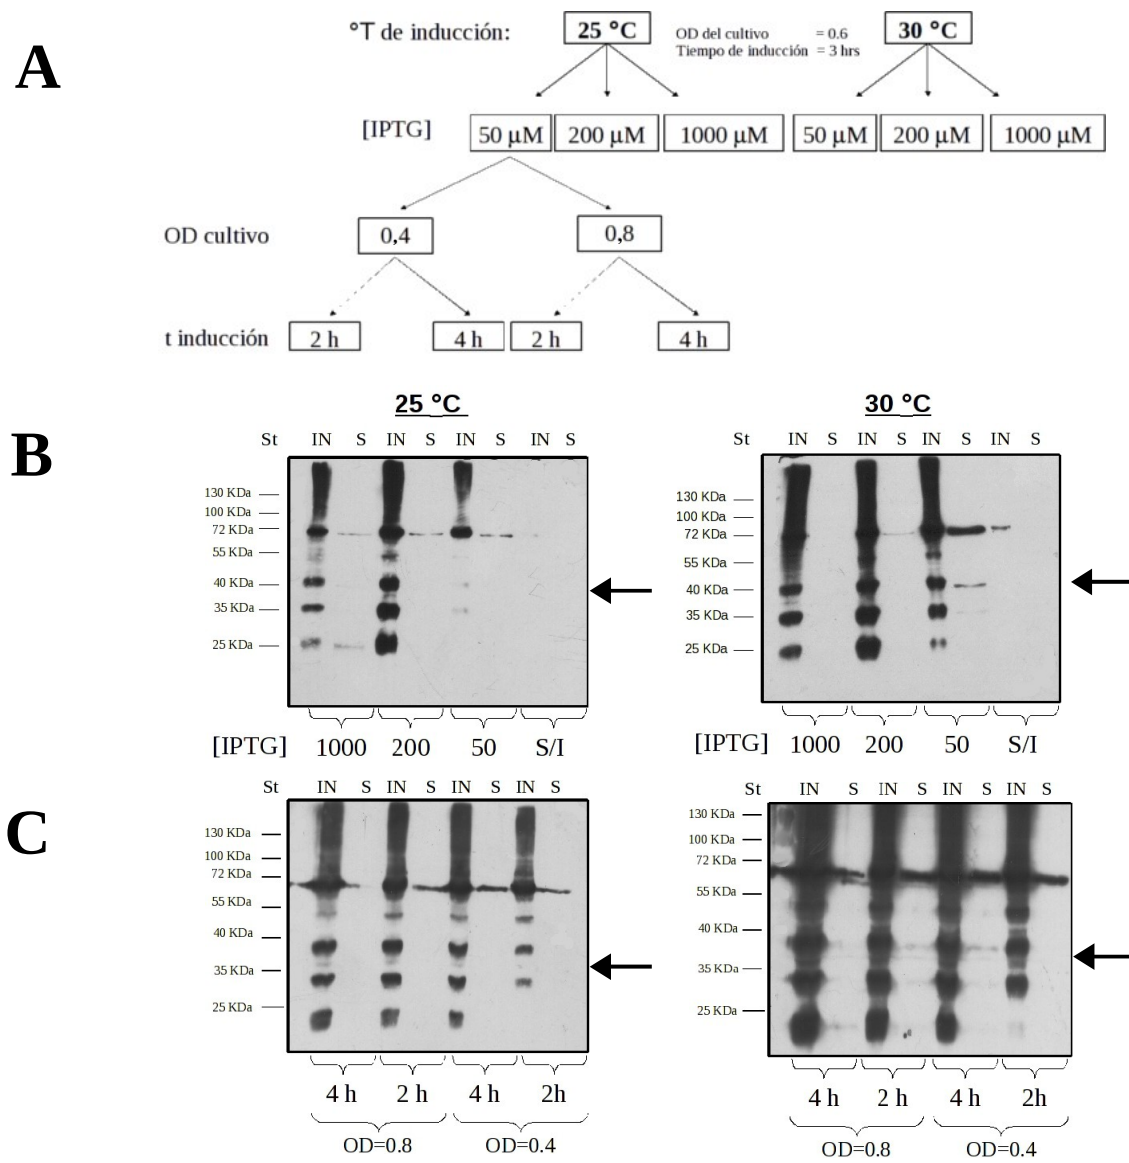 A
°T de inducción:
25 °C
OD del cultivo = 0.6
Tiempo de inducción = 3 hrs
30 °C
[IPTG]
50 µM 200 µM 1000 µM 50 µM 200 µM 1000 µM
OD cultivo
0,4 0,8
t inducción
2 h 4 h 2 h 4 h
B
25 °C
St IN S IN S IN S IN S
130 KDa
100 KDa
72 KDa
55 KDa
40 KDa
35 KDa
25 KDa
[IPTG] 1000 200 50 S/I
30 °C
St IN S IN S IN S IN S
130 KDa
100 KDa
72 KDa
55 KDa
40 KDa
35 KDa
25 KDa
[IPTG] 1000 200 50 S/I
C
St IN S IN S IN S IN S
130 KDa
100 KDa
72 KDa
55 KDa
40 KDa
35 KDa
25 KDa
4 h 2 h 4 h 2h
OD=0.8 OD=0.4
St IN S IN S IN S IN S
130 KDa
100 KDa
72 KDa
55 KDa
40 KDa
35 KDa
25 KDa
4 h 2 h 4 h 2h
OD=0.8 OD=0.4